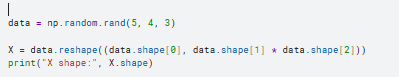 data = np.random.rand(5, 4, 3)
X = data.reshape((data.shape[0], data.shape[1] * data.shape[2]))
print("X shape:", X.shape)